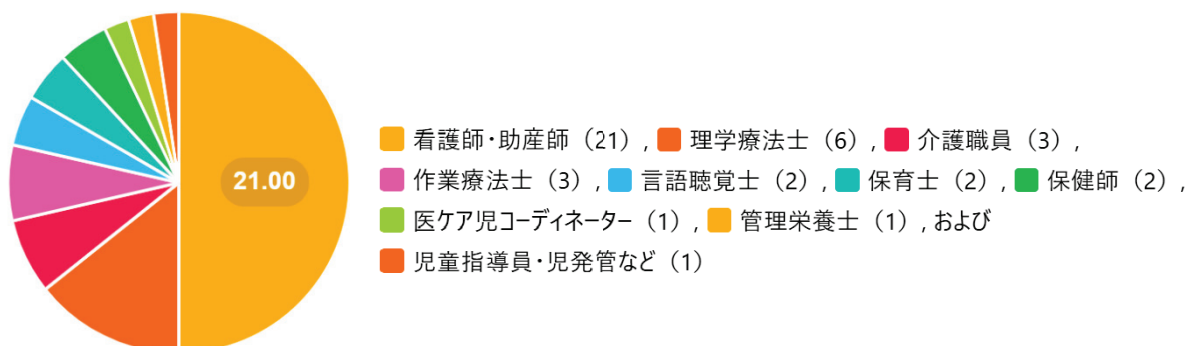 21.00
看護師・助産師（21）, 理学療法士（6）, 介護職員（3）,
作業療法士（3）, 言語聴覚士（2）, 保育士（2）, 保健師（2）,
医ケア児コーディネーター（1）, 管理栄養士（1）, および
児童指導員・児発管など（1）